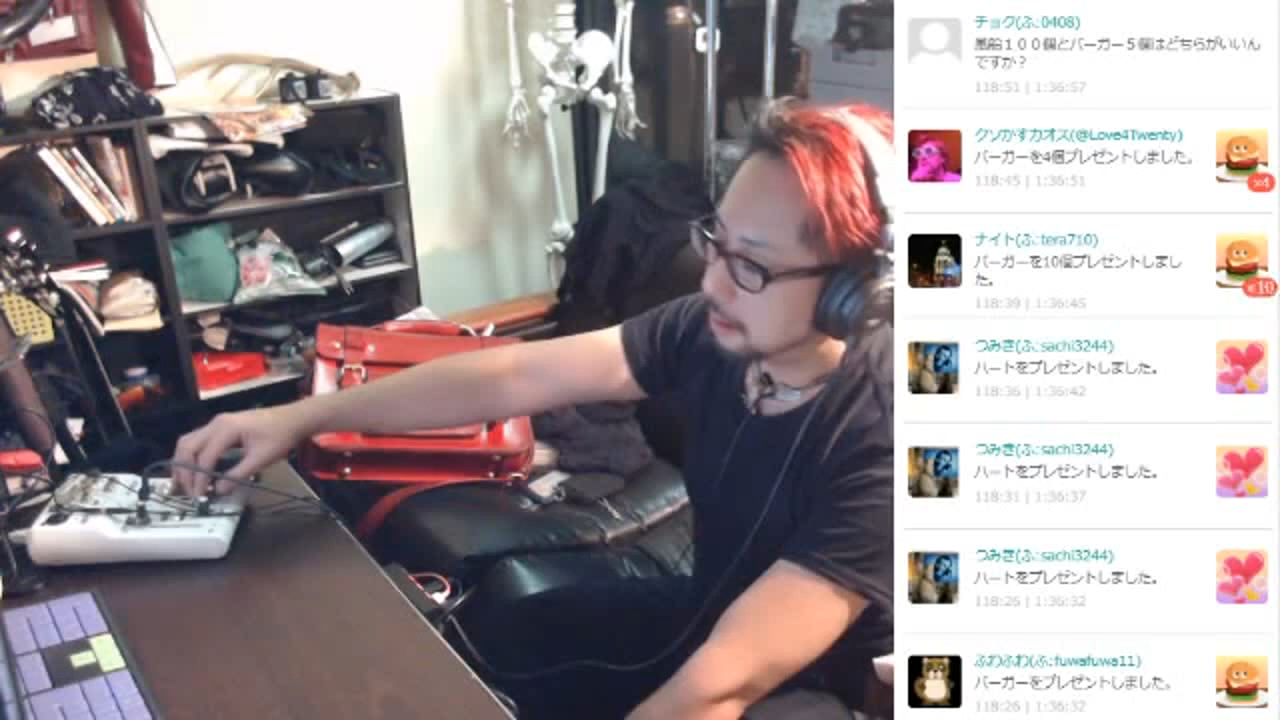 チョク(ふ:0408)
風船１００個とバーガー５個はどちらがいいん
ですか？
118:51 | 1:36:57
クソかすカオス(@Love4Twenty)
バーガーを4個プレゼントしました。
118:45 | 1:36:51
×4
ナイト(ふ:tera710)
バーガーを10個プレゼントしまし
た。
118:39 | 1:36:45
×10
つみき(ふ:sachi3244)
ハートをプレゼントしました。
118:36 | 1:36:42
つみき(ふ:sachi3244)
ハートをプレゼントしました。
118:31 | 1:36:37
つみき(ふ:sachi3244)
ハートをプレゼントしました。
118:26 | 1:36:32
ふわふわ(ふ:fuwafuwa11)
バーガーをプレゼントしました。
118:26 | 1:36:32